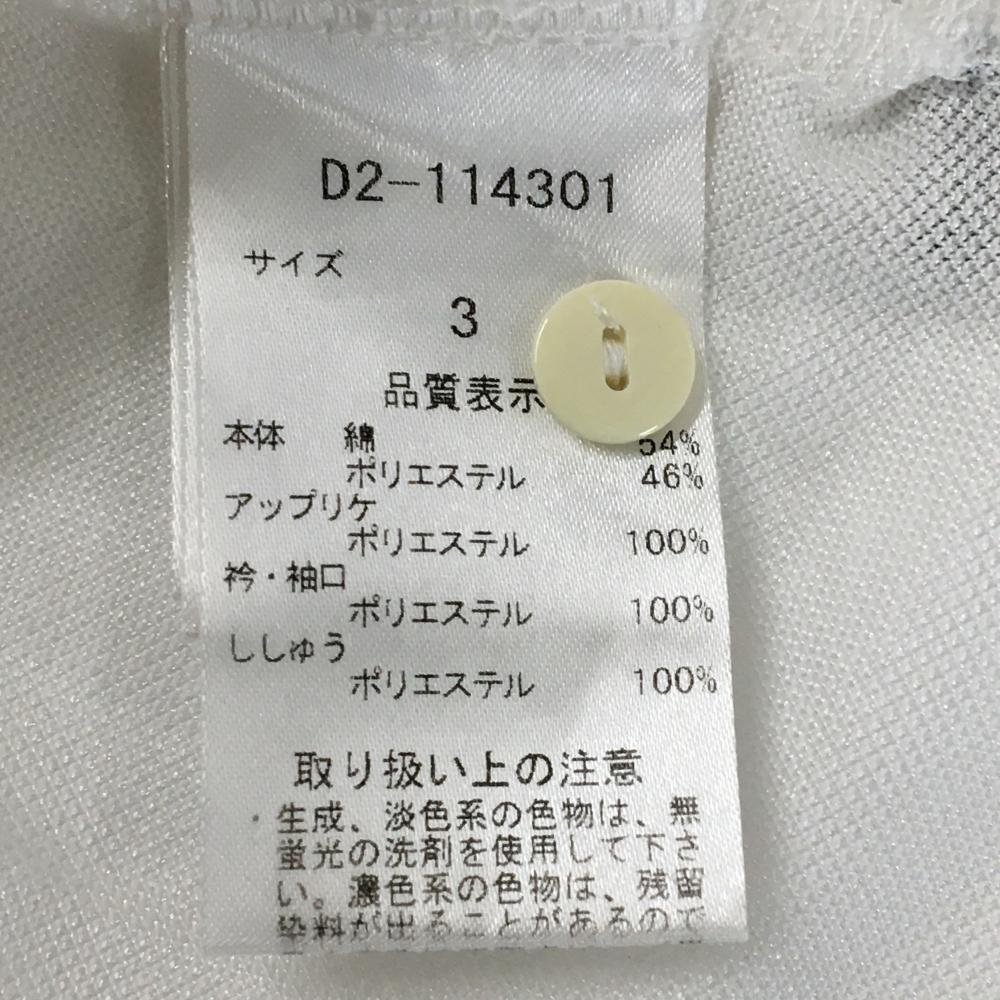 D2-114301
サイズ
3
品質表示
本体 綿 54%
ポリエステル 46%
アップリケ
ポリエステル 100%
衿・袖口
ポリエステル 100%
ししゅう
ポリエステル 100%
取り扱い上の注意
・生成、淡色系の色物は、無
蛍光の洗剤を使用して下さ
い。濃色系の色物は、残留
染料が出ることがあるので